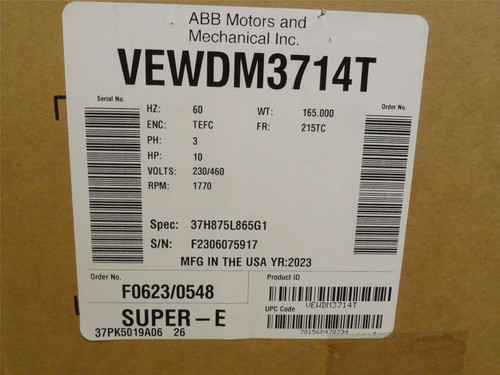 ABB Motors and
Mechanical Inc.
VEWDM3714T
Serial No.
Order No.
HZ: 60 WT: 165.000
ENC: TEFC FR: 215TC
PH: 3
HP: 10
VOLTS: 230/460
RPM: 1770
Spec: 37H875L865G1
S/N: F2306075917
MFG IN THE USA YR:2023
Order No.
F0623/0548
Product ID
VEWDM3714T
UPC Code
701568478394
SUPER-E
37PK5019A06 26